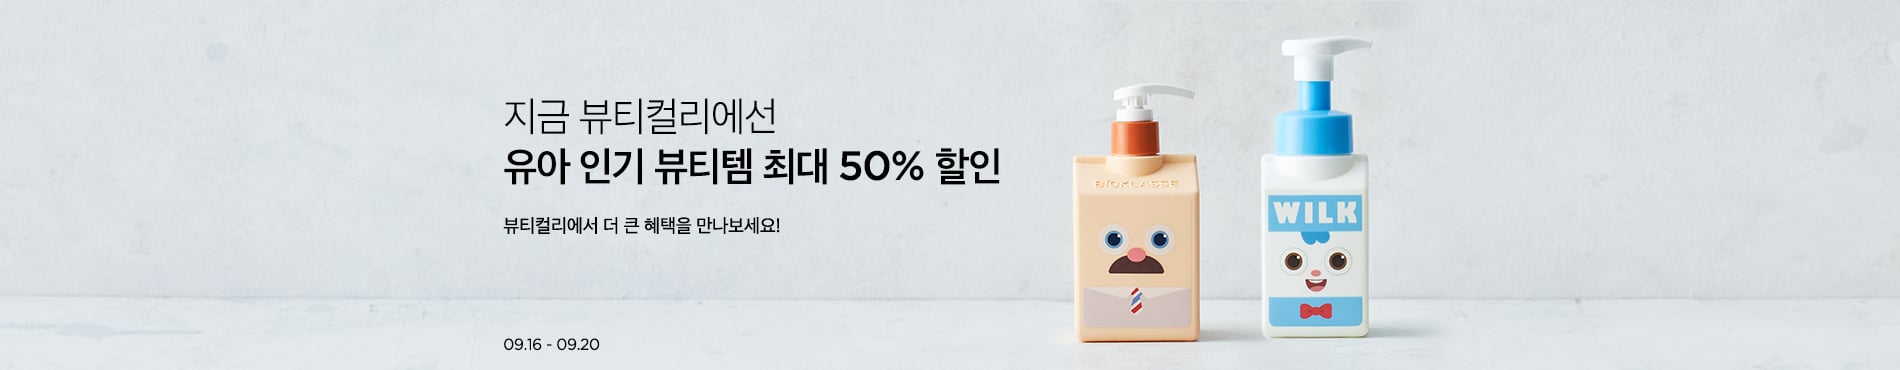 지금 뷰티컬리에선
유아 인기 뷰티템 최대 50% 할인
뷰티컬리에서 더 큰 혜택을 만나보세요!
09.16 - 09.20
BIOKLASSE
WILK